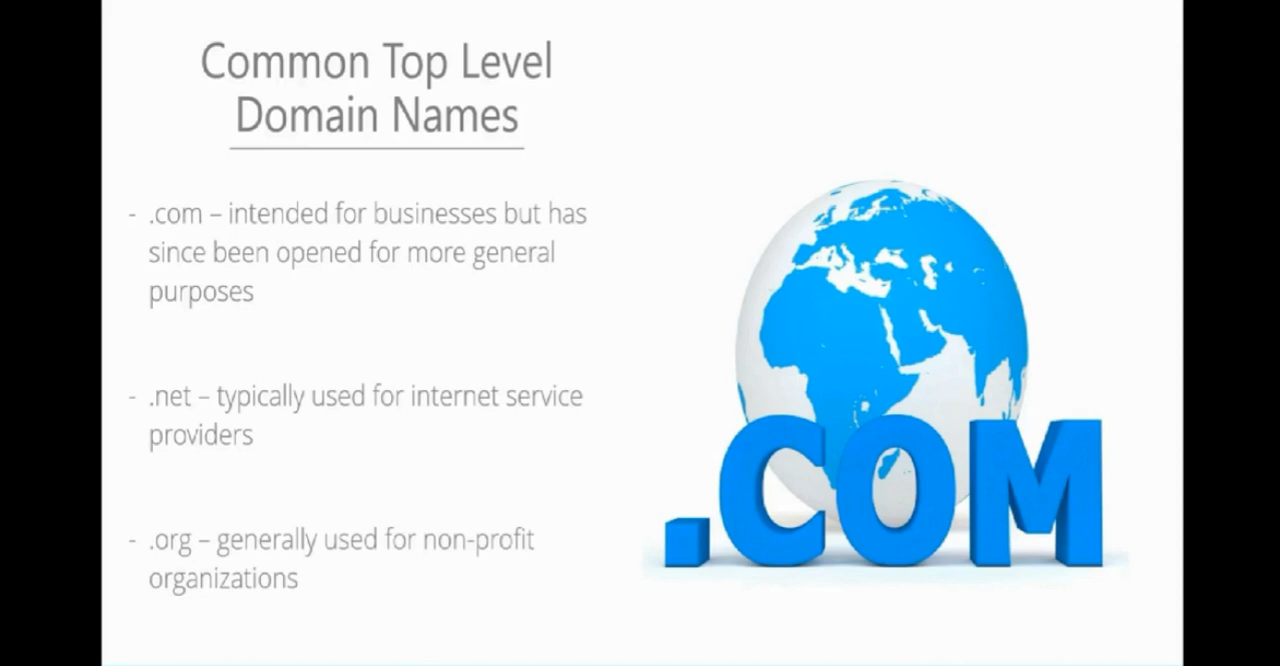 Common Top Level
Domain Names
- .com – intended for businesses but has
since been opened for more general
purposes
- .net – typically used for internet service
providers
- .org – generally used for non-profit
organizations
.COM